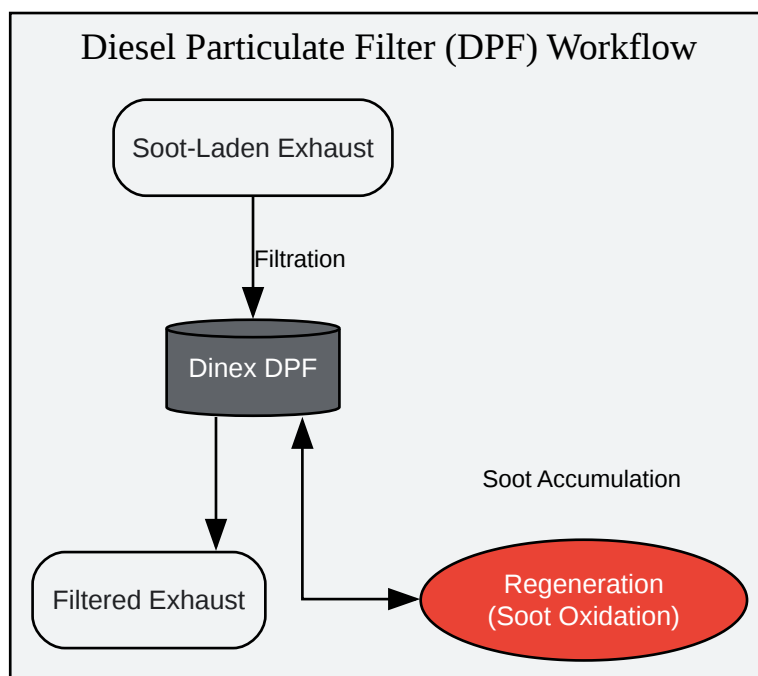 Diesel Particulate Filter (DPF) Workflow
Soot-Laden Exhaust
Filtration
Dinex DPF
Soot Accumulation
Filtered Exhaust
Regeneration
(Soot Oxidation)